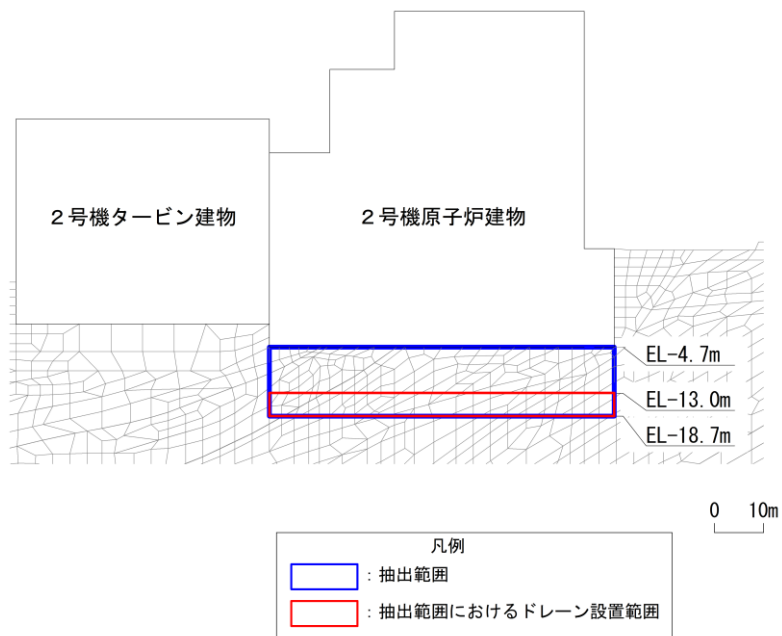 ２号機タービン建物
２号機原子炉建物
EL-4.7m
EL-13.0m
EL-18.7m
0 10m
凡例
：抽出範囲
：抽出範囲におけるドレーン設置範囲